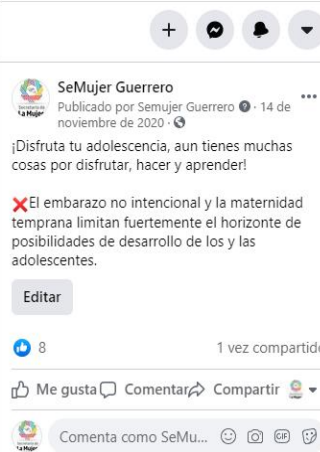 SeMujer Guerrero
Publicado por Semujer Guerrero · 14 de
noviembre de 2020 ·
¡Disfruta tu adolescencia, aun tienes muchas
cosas por disfrutar, hacer y aprender!
❌El embarazo no intencional y la maternidad
temprana limitan fuertemente el horizonte de
posibilidades de desarrollo de los y las
adolescentes.
Editar
8 1 vez compartido
Me gusta Comentar Compartir
Comenta como SeMu... GIF